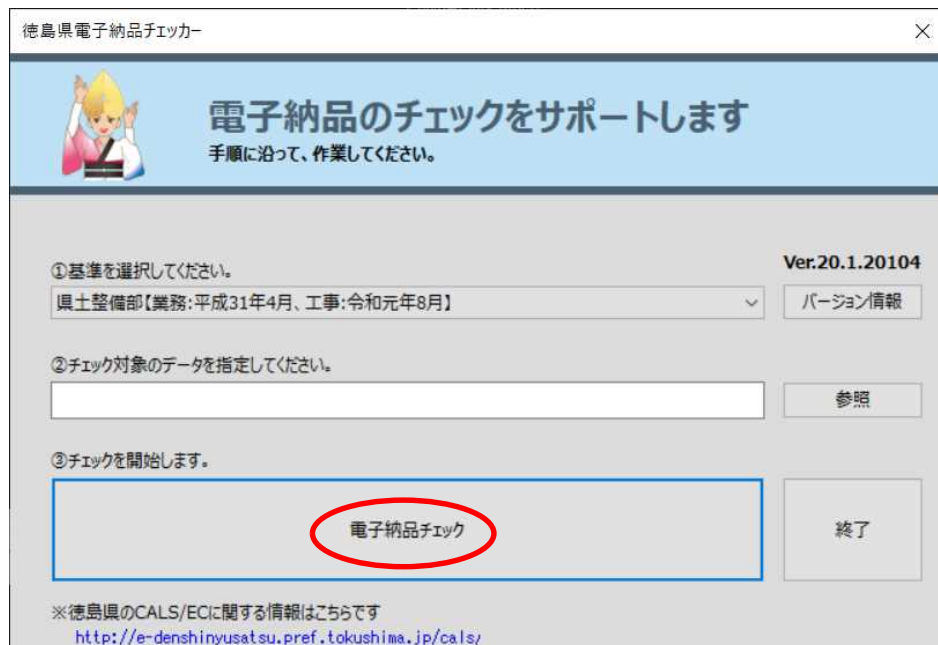 徳島県電子納品チェッカー
電子納品のチェックをサポートします
手順に沿って、作業してください。
①基準を選択してください。
Ver.20.1.20104
県土整備部【業務:平成31年4月、工事:令和元年8月】
バージョン情報
②チェック対象のデータを指定してください。
参照
③チェックを開始します。
電子納品チェック
終了
※徳島県のCALS/ECに関する情報はこちらです
http://e-denshinyusatsu.pref.tokushima.jp/cals/